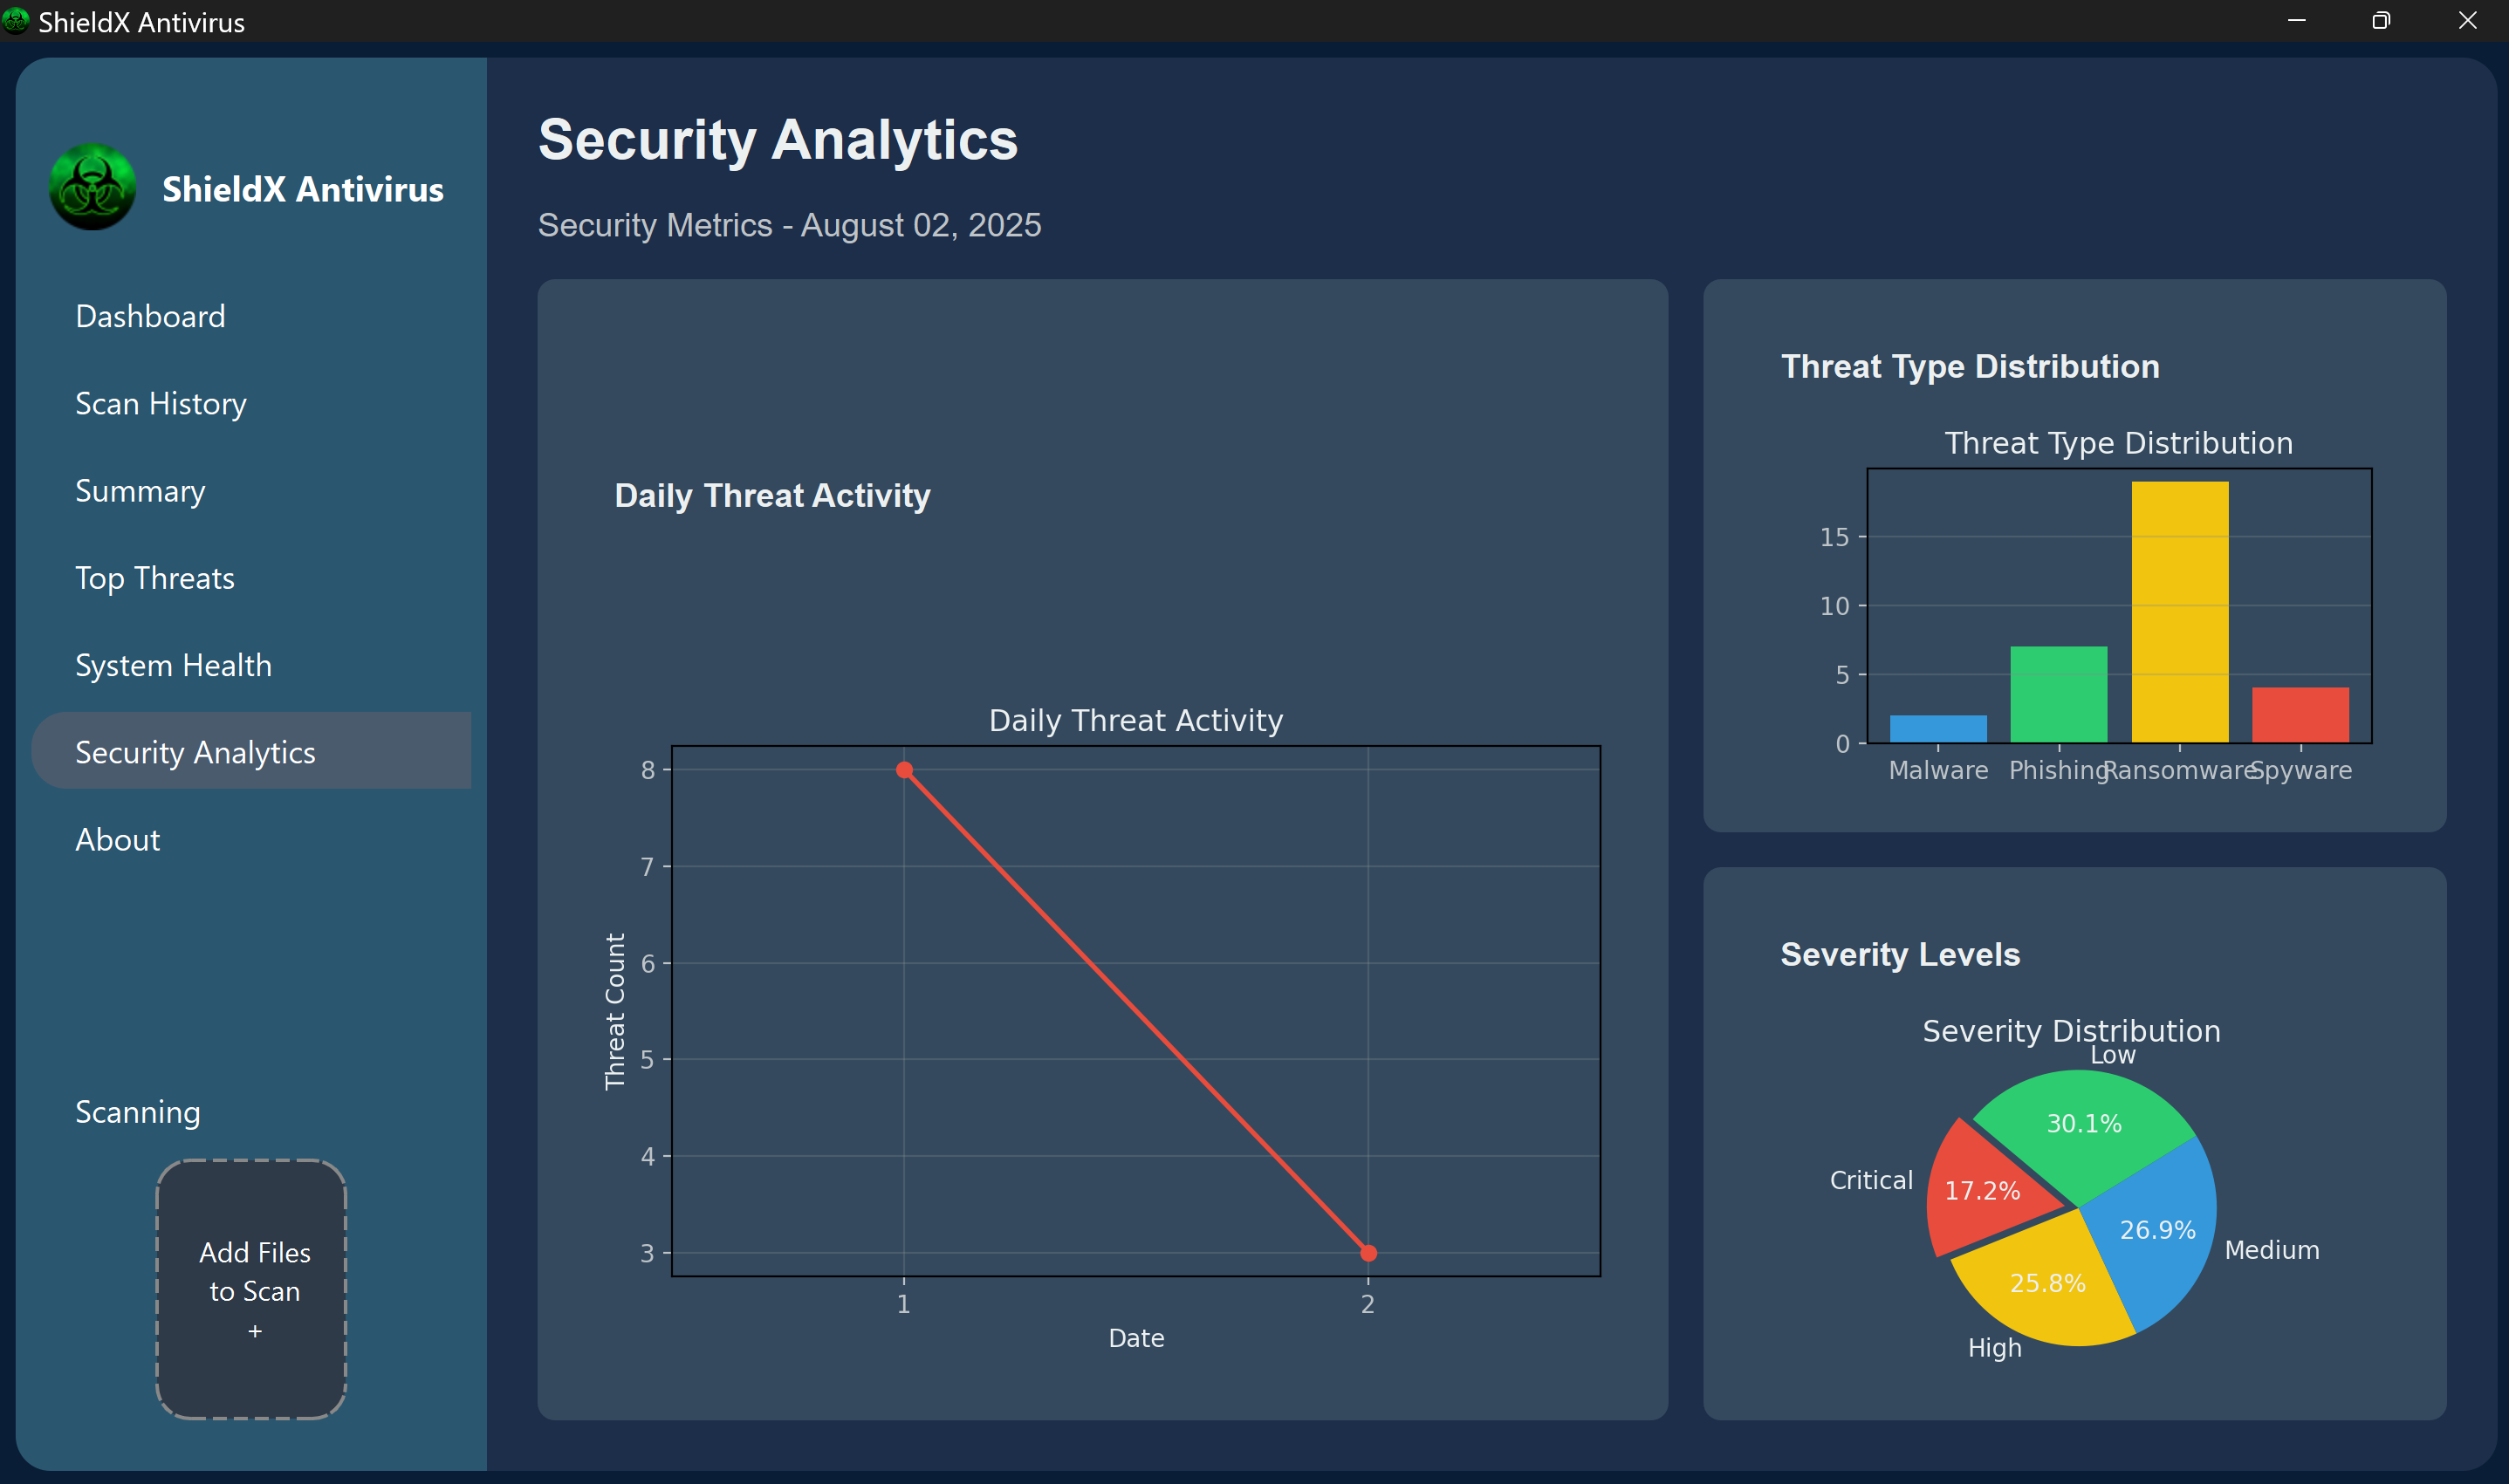 ShieldX Antivirus
ShieldX Antivirus
Dashboard
Scan History
Summary
Top Threats
System Health
Security Analytics
About
Scanning
Add Files
to Scan
+
Security Analytics
Security Metrics - August 02, 2025
Daily Threat Activity
Daily Threat Activity
Threat Count
8
7
6
5
4
3
1 2
Date
Threat Type Distribution
Threat Type Distribution
15
10
5
0
Malware Phishing Ransomware Spyware
Severity Levels
Severity Distribution
Low
30.1%
Critical
17.2%
26.9%
Medium
25.8%
High